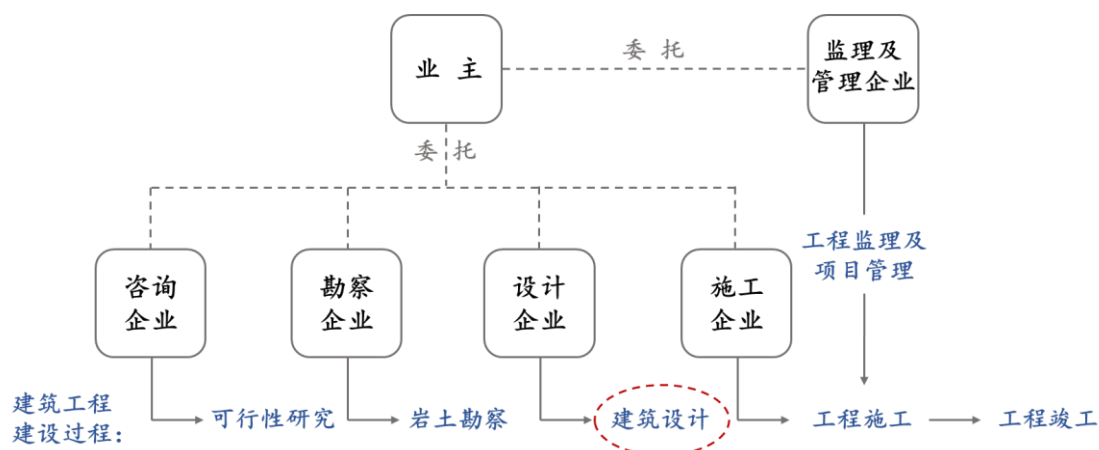 业 主
委 托
监理及
管理企业
委 托
工程监理及
项目管理
咨询
企业
勘察
企业
设计
企业
施工
企业
建筑工程
建设过程：
可行性研究
岩土勘察
建筑设计
工程施工
工程竣工